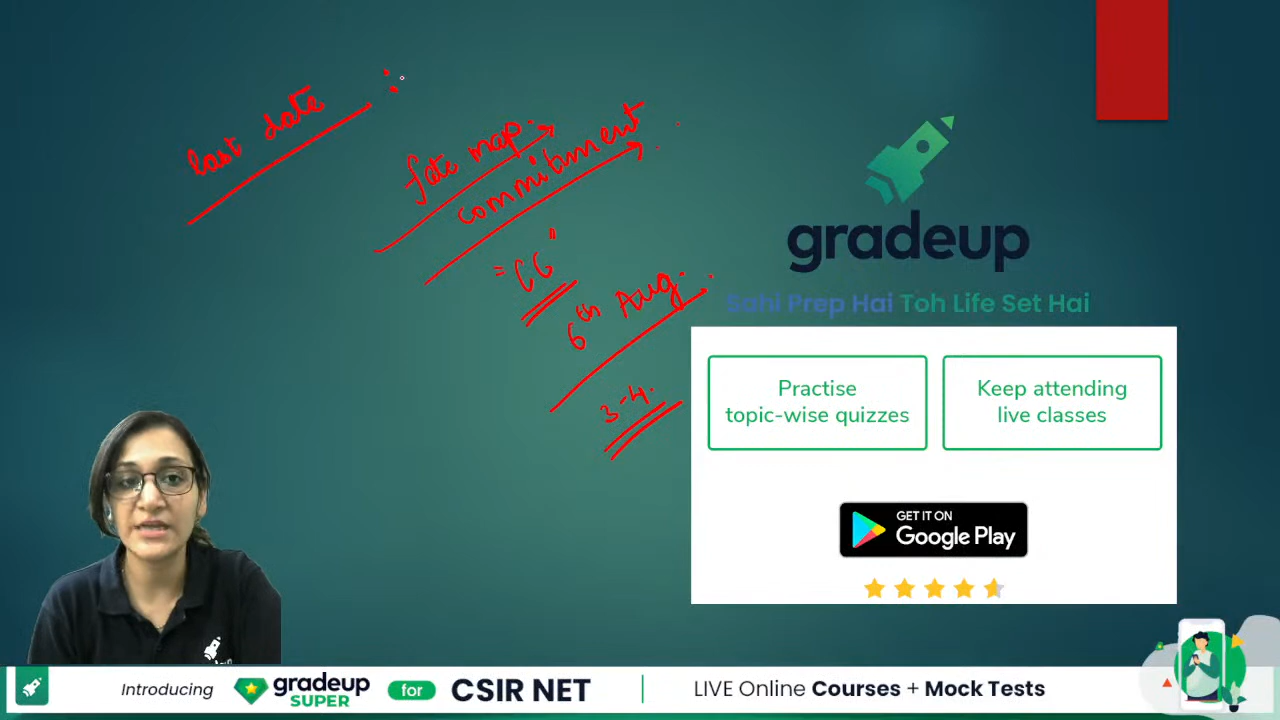 last date :
fate map.
commitment
= CG "
6th Aug.
3-4.
gradeup
Sahi Prep Hai Toh Life Set Hai
Practise
topic-wise quizzes
Keep attending
live classes
GET IT ON
Google Play
Introducing gradeup SUPER for CSIR NET LIVE Online Courses + Mock Tests